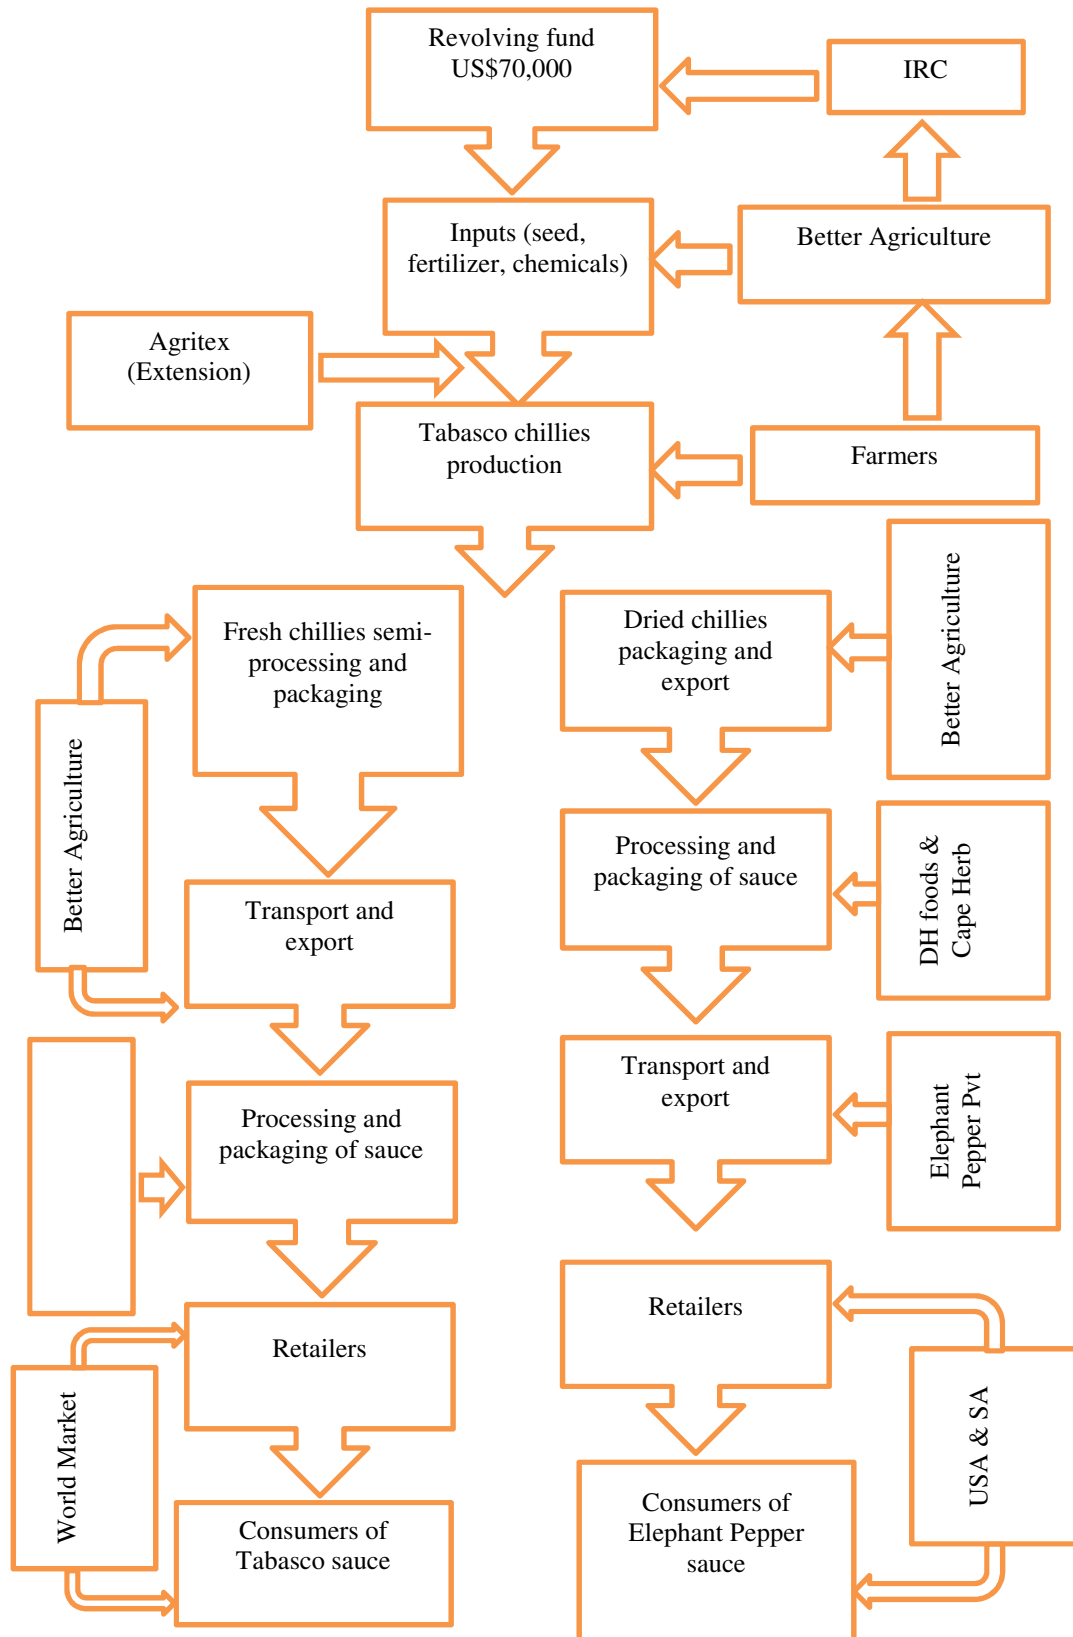 Revolving fund
US$70,000
IRC
Inputs (seed,
fertilizer, chemicals)
Better Agriculture
Agritex
(Extension)
Tabasco chillies
production
Farmers
Fresh chillies semi-
processing and
packaging
Dried chillies
packaging and
export
Better Agriculture
Better Agriculture
Transport and
export
Processing and
packaging of sauce
DH foods &
Cape Herb
Processing and
packaging of sauce
Transport and
export
Elephant
Pepper Pvt
Retailers
Retailers
World Market
USA & SA
Consumers of
Tabasco sauce
Consumers of
Elephant Pepper
sauce